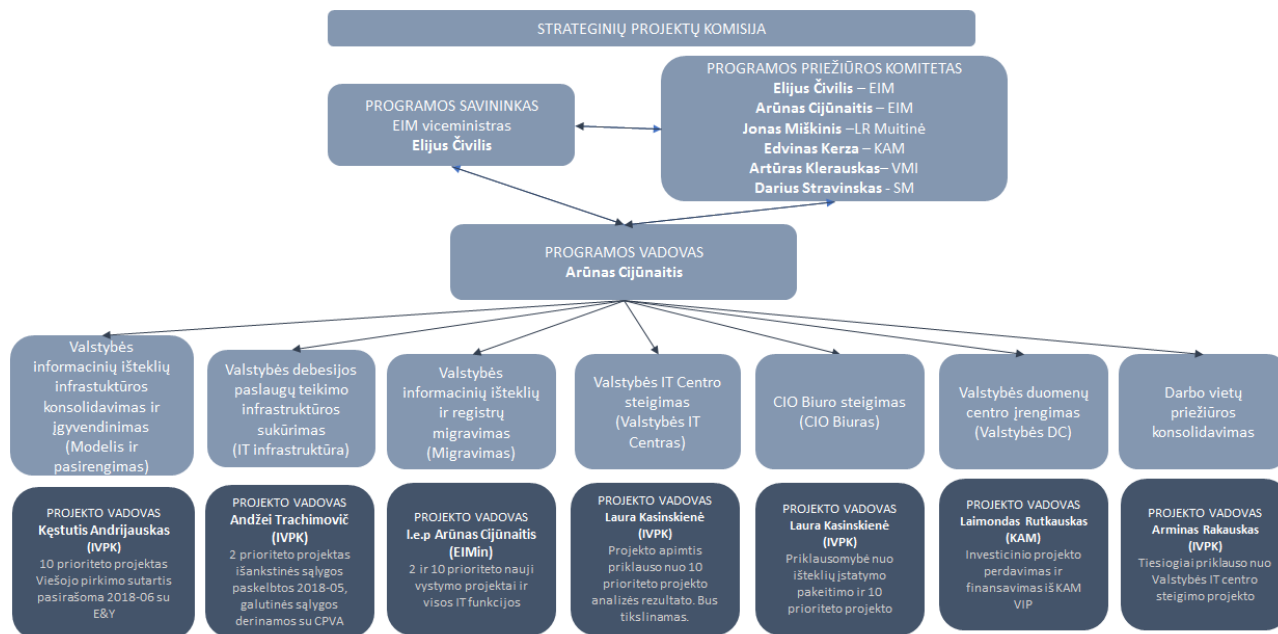 STRATEGINIŲ PROJEKTŲ KOMISIJA
PROGRAMOS SAVININKAS
EIM viceministras
Elijus Čivilis
PROGRAMOS PRIEŽIŪROS KOMITETAS
Elijus Čivilis – EIM
Arūnas Cijūnaitis – EIM
Jonas Miškinis –LR Muitinė
Edvinas Kerza – KAM
Artūras Klerauskas– VMI
Darius Stravinskas - SM
PROGRAMOS VADOVAS
Arūnas Cijūnaitis
Valstybės
informacinių išteklių
infrastuktūros
konsolidavimas ir
įgyvendinimas
(Modelis ir
pasirengimas)
Valstybės debesijos
paslaugų teikimo
infrastruktūros
sukūrimas
(IT infrastruktūra)
Valstybės
informacinių išteklių
ir registrų
migravimas
(Migravimas)
Valstybės IT Centro
steigimas
(Valstybės IT
Centras)
CIO Biuro steigimas
(CIO Biuras)
Valstybės duomenų
centro įrengimas
(Valstybės DC)
Darbo vietų
priežiūros
konsolidavimas
PROJEKTO VADOVAS
Kęstutis Andrijauskas
(IVPK)
10 prioriteto projektas
Viešojo pirkimo sutartis
pasirašoma 2018-06 su
E&Y
PROJEKTO VADOVAS
Andžei Trachimovič
(IVPK)
2 prioriteto projektas
išankstinės sąlygos
paskelbtos 2018-05,
galutinės sąlygos
derinamos su CPVA
PROJEKTO VADOVAS
l.e.p Arūnas Cijūnaitis
(EIMin)
2 ir 10 prioriteto nauji
vystymo projektai ir
visos IT funkcijos
PROJEKTO VADOVAS
Laura Kasinskienė
(IVPK)
Projekto apimtis
priklauso nuo 10
prioriteto projekto
analizės rezultato. Bus
tikslinamas.
PROJEKTO VADOVAS
Laura Kasinskienė
(IVPK)
Priklausomybė nuo
išteklių įstatymo
pakeitimo ir 10
prioriteto projekto
PROJEKTO VADOVAS
Laimondas Rutkauskas
(KAM)
Investicinio projekto
perdavimas ir
finansavimas iš KAM
VIP
PROJEKTO VADOVAS
Arminas Rakauskas
(IVPK)
Tiesiogiai priklauso nuo
Valstybės IT centro
steigimo projekto